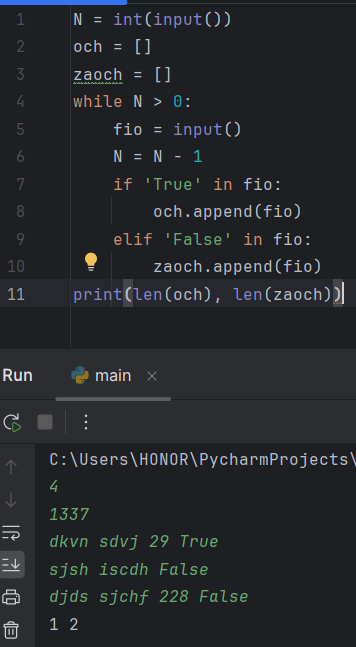 1 N = int(input())
2 och = []
3 zaoch = []
4 while N > 0:
5     fio = input()
6     N = N - 1
7     if 'True' in fio:
8         och.append(fio)
9     elif 'False' in fio:
10         zaoch.append(fio)
11 print(len(och), len(zaoch))
Run main
C:\Users\HONOR\PycharmProjects\
4
1337
dkvn sdvj 29 True
sjsh iscdh False
djds sjchf 228 False
1 2